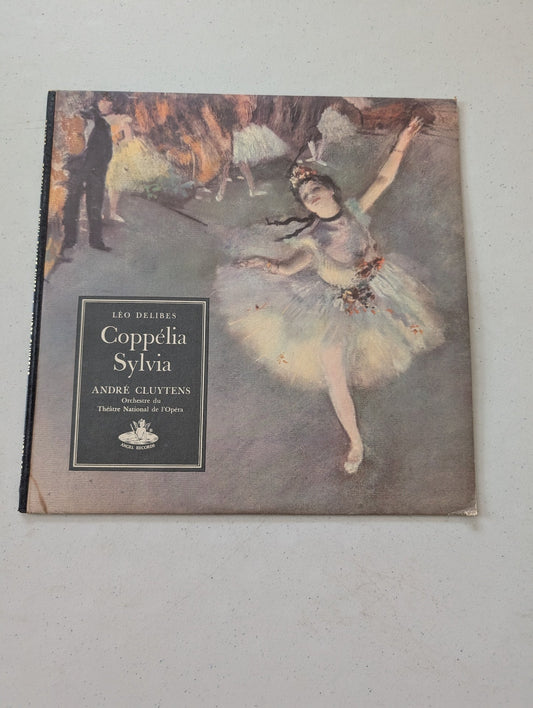 LÉO DELIBES
Coppélia
Sylvia
ANDRÉ CLUYTENS
Orchestre du
Théâtre National de l'Opéra
ANGEL RECORDS